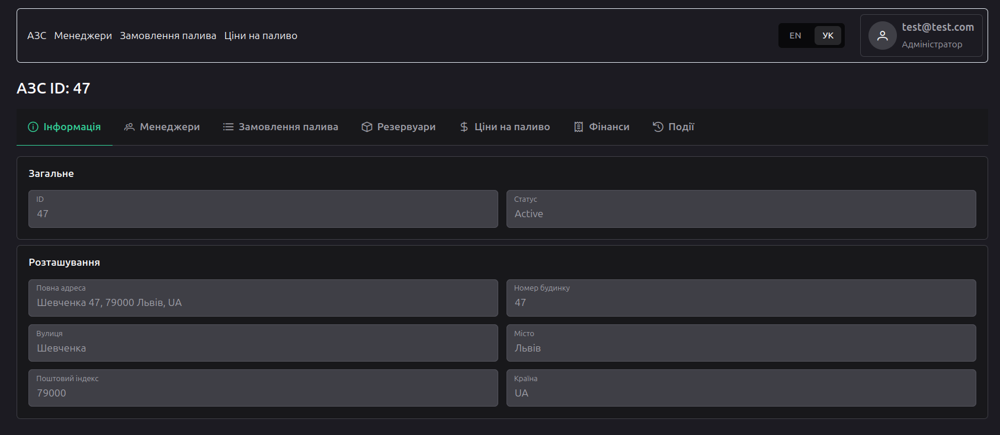 АЗС Менеджери Замовлення палива Ціни на паливо EN УК test@test.com
Адміністратор
АЗС ID: 47
Інформація Менеджери Замовлення палива Резервуари Ціни на паливо Фінанси Події
Загальне
ID
47
Статус
Active
Розташування
Повна адреса
Шевченка 47, 79000 Львів, UA
Номер будинку
47
Вулиця
Шевченка
Місто
Львів
Поштовий індекс
79000
Країна
UA